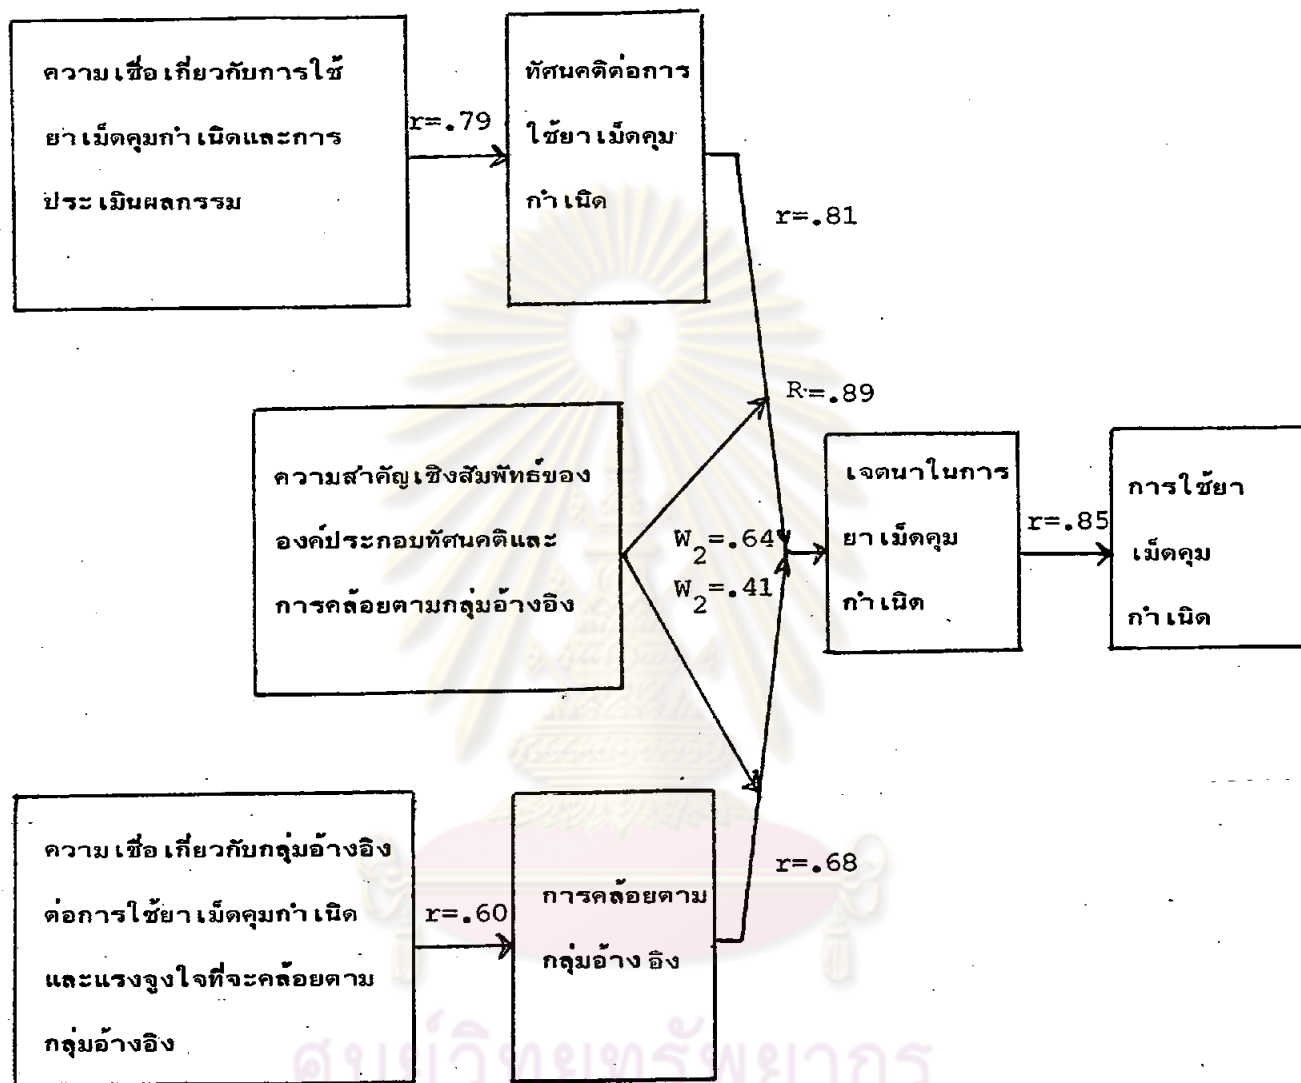 ความเชื่อเกี่ยวกับการใช้
ยาเม็ดคุมกำเนิดและการ
ประเมินผลกรรม
r=.79
ทัศนคติต่อการ
ใช้ยาเม็ดคุม
กำเนิด
r=.81
R=.89
ความสำคัญเชิงสัมพัทธ์ของ
องค์ประกอบทัศนคติและ
การคล้อยตามกลุ่มอ้างอิง
W2=.64
W2=.41
เจตนาในการ
ยาเม็ดคุม
กำเนิด
r=.85
การใช้ยา
เม็ดคุม
กำเนิด
ความเชื่อเกี่ยวกับกลุ่มอ้างอิง
ต่อการใช้ยาเม็ดคุมกำเนิด
และแรงจูงใจที่จะคล้อยตาม
กลุ่มอ้างอิง
r=.60
การคล้อยตาม
กลุ่มอ้างอิง
r=.68
ศูนย์วิทยทรัพยากร